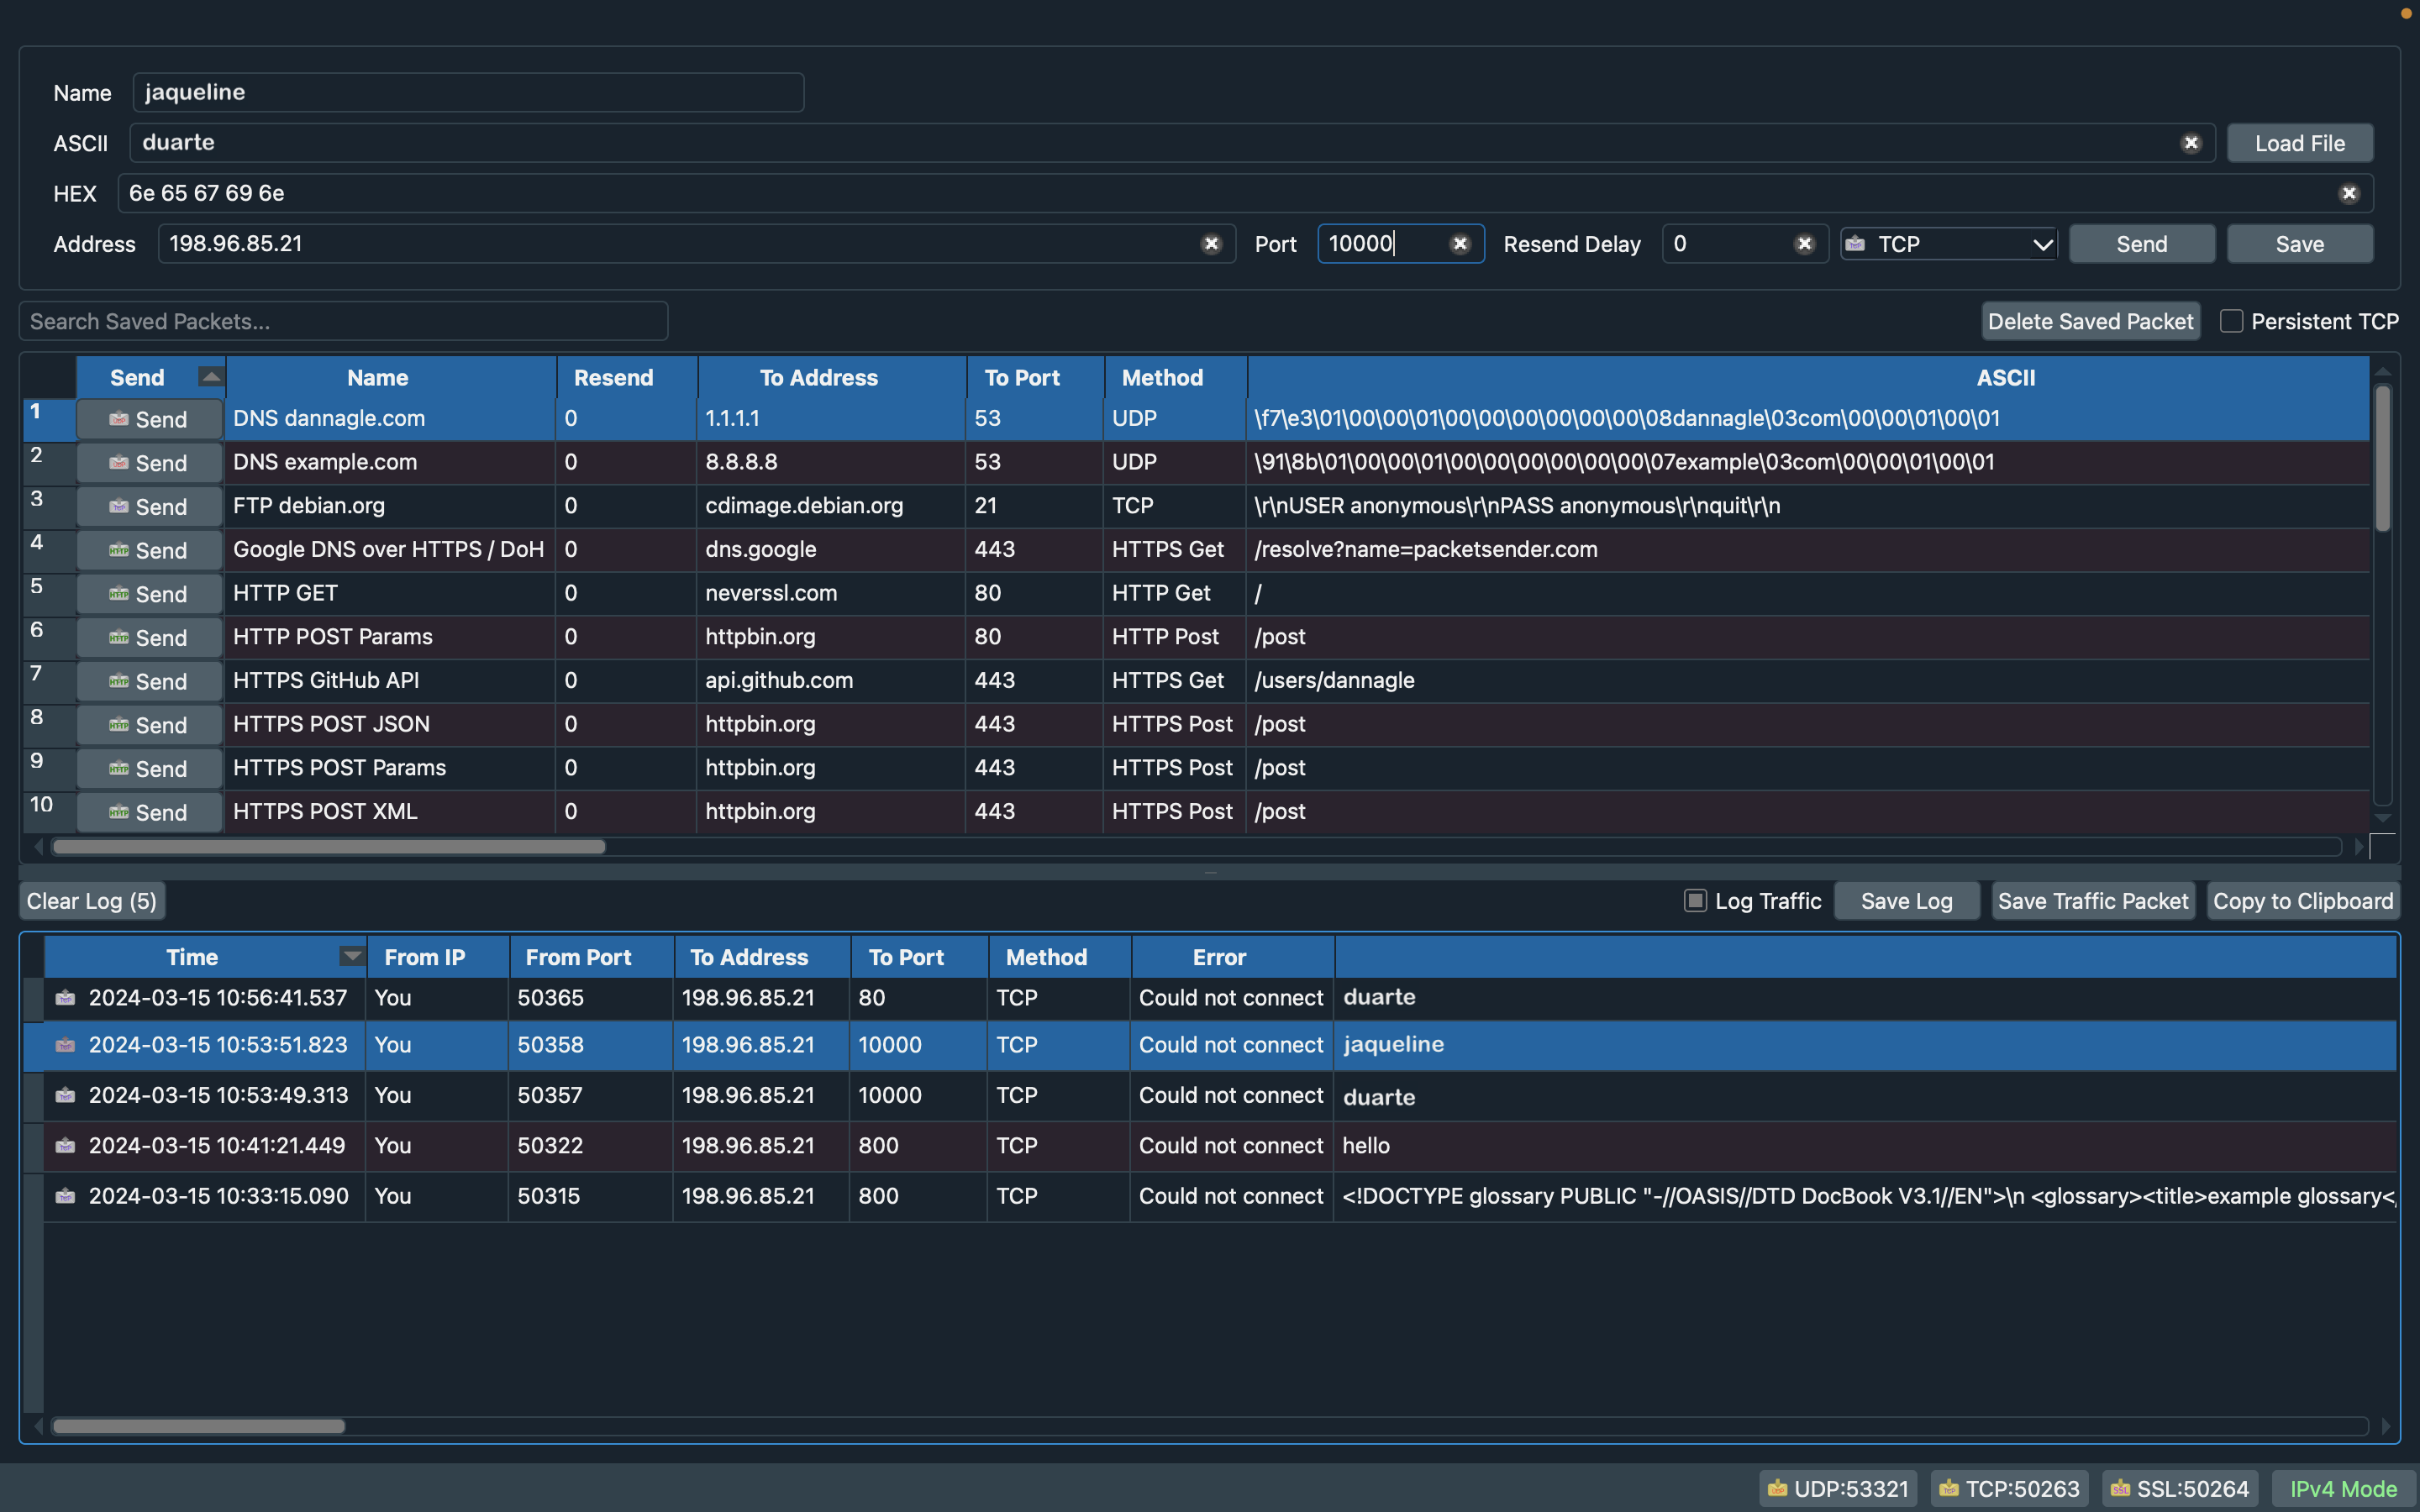 Name jaqueline
ASCII duarte Load File
HEX 6e 65 67 69 6e
Address 198.96.85.21 Port 10000 Resend Delay 0 TCP Send Save
Search Saved Packets... Delete Saved Packet Persistent TCP
Send Name Resend To Address To Port Method ASCII
1 Send DNS dannagle.com 0 1.1.1.1 53 UDP \f7\e3\01\00\00\01\00\00\00\00\00\00\08dannagle\03com\00\00\01\00\01
2 Send DNS example.com 0 8.8.8.8 53 UDP \91\8b\01\00\00\01\00\00\00\00\00\00\07example\03com\00\00\01\00\01
3 Send FTP debian.org 0 cdimage.debian.org 21 TCP \r\nUSER anonymous\r\nPASS anonymous\r\nquit\r\n
4 Send Google DNS over HTTPS / DoH 0 dns.google 443 HTTPS Get /resolve?name=packetsender.com
5 Send HTTP GET 0 neverssl.com 80 HTTP Get /
6 Send HTTP POST Params 0 httpbin.org 80 HTTP Post /post
7 Send HTTPS GitHub API 0 api.github.com 443 HTTPS Get /users/dannagle
8 Send HTTPS POST JSON 0 httpbin.org 443 HTTPS Post /post
9 Send HTTPS POST Params 0 httpbin.org 443 HTTPS Post /post
10 Send HTTPS POST XML 0 httpbin.org 443 HTTPS Post /post
Clear Log (5) Log Traffic Save Log Save Traffic Packet Copy to Clipboard
Time From IP From Port To Address To Port Method Error
2024-03-15 10:56:41.537 You 50365 198.96.85.21 80 TCP Could not connect duarte
2024-03-15 10:53:51.823 You 50358 198.96.85.21 10000 TCP Could not connect jaqueline
2024-03-15 10:53:49.313 You 50357 198.96.85.21 10000 TCP Could not connect duarte
2024-03-15 10:41:21.449 You 50322 198.96.85.21 800 TCP Could not connect hello
2024-03-15 10:33:15.090 You 50315 198.96.85.21 800 TCP Could not connect <!DOCTYPE glossary PUBLIC "-//OASIS//DTD DocBook V3.1//EN">\n <glossary><title>example glossary<
UDP:53321 TCP:50263 SSL:50264 IPv4 Mode